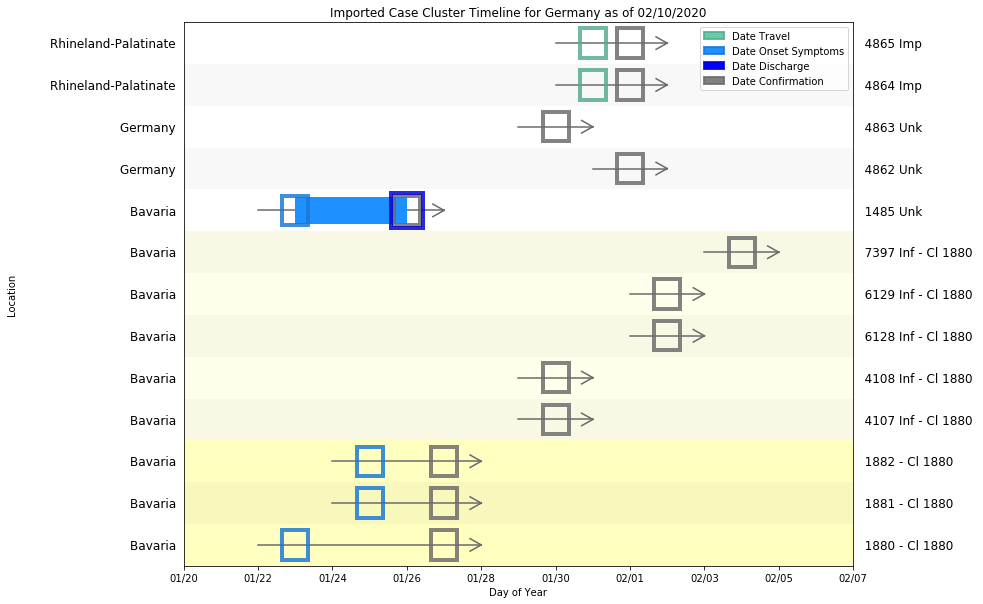 Imported Case Cluster Timeline for Germany as of 02/10/2020
Date Travel
Date Onset Symptoms
Date Discharge
Date Confirmation
Location
Rhineland-Palatinate 4865 Imp
Rhineland-Palatinate 4864 Imp
Germany 4863 Unk
Germany 4862 Unk
Bavaria 1485 Unk
Bavaria 7397 Inf - Cl 1880
Bavaria 6129 Inf - Cl 1880
Bavaria 6128 Inf - Cl 1880
Bavaria 4108 Inf - Cl 1880
Bavaria 4107 Inf - Cl 1880
Bavaria 1882 - Cl 1880
Bavaria 1881 - Cl 1880
Bavaria 1880 - Cl 1880
01/20 01/22 01/24 01/26 01/28 01/30 02/01 02/03 02/05 02/07
Day of Year